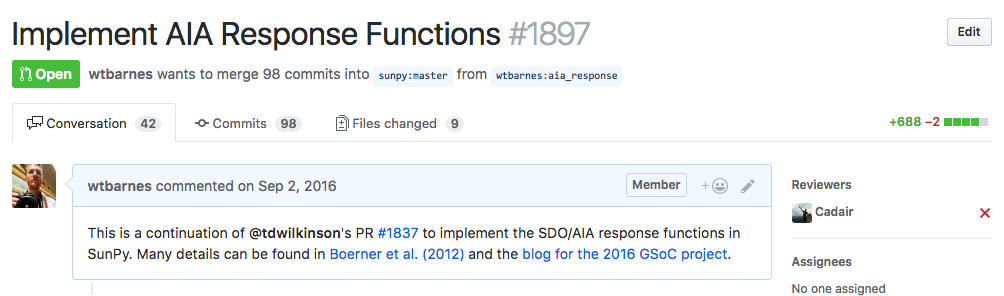 Implement AIA Response Functions #1897
Edit
Open wtbarnes wants to merge 98 commits into sunpy:master from wtbarnes:aia_response
Conversation 42 Commits 98 Files changed 9 +688 −2
wtbarnes commented on Sep 2, 2016 Member +
This is a continuation of @tdwilkinson's PR #1837 to implement the SDO/AIA response functions in
SunPy. Many details can be found in Boerner et al. (2012) and the blog for the 2016 GSoC project.
Reviewers
Cadair
Assignees
No one assigned